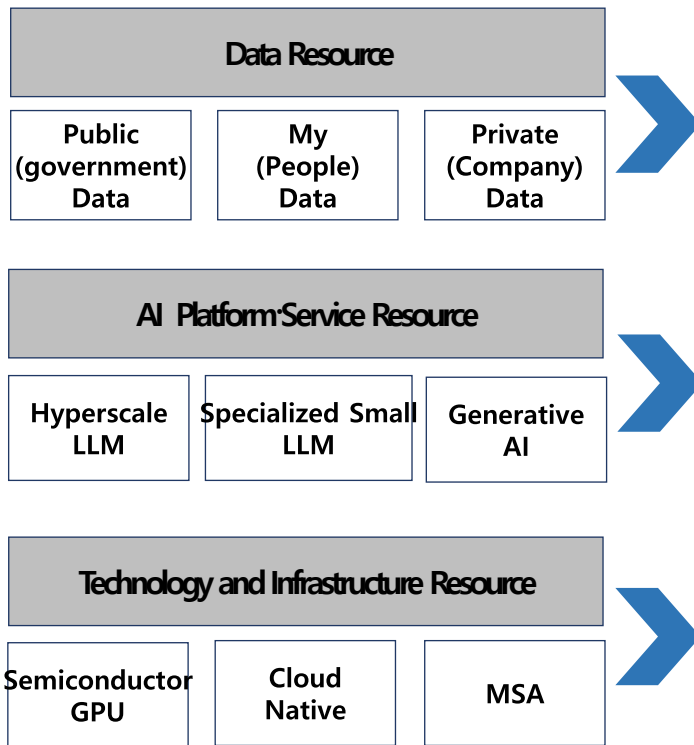 Data Resource
Public
(government)
Data
My
(People)
Data
Private
(Company)
Data
AI Platform·Service Resource
Hyperscale
LLM
Specialized Small
LLM
Generative
AI
Technology and Infrastructure Resource
Semiconductor
GPU
Cloud
Native
MSA